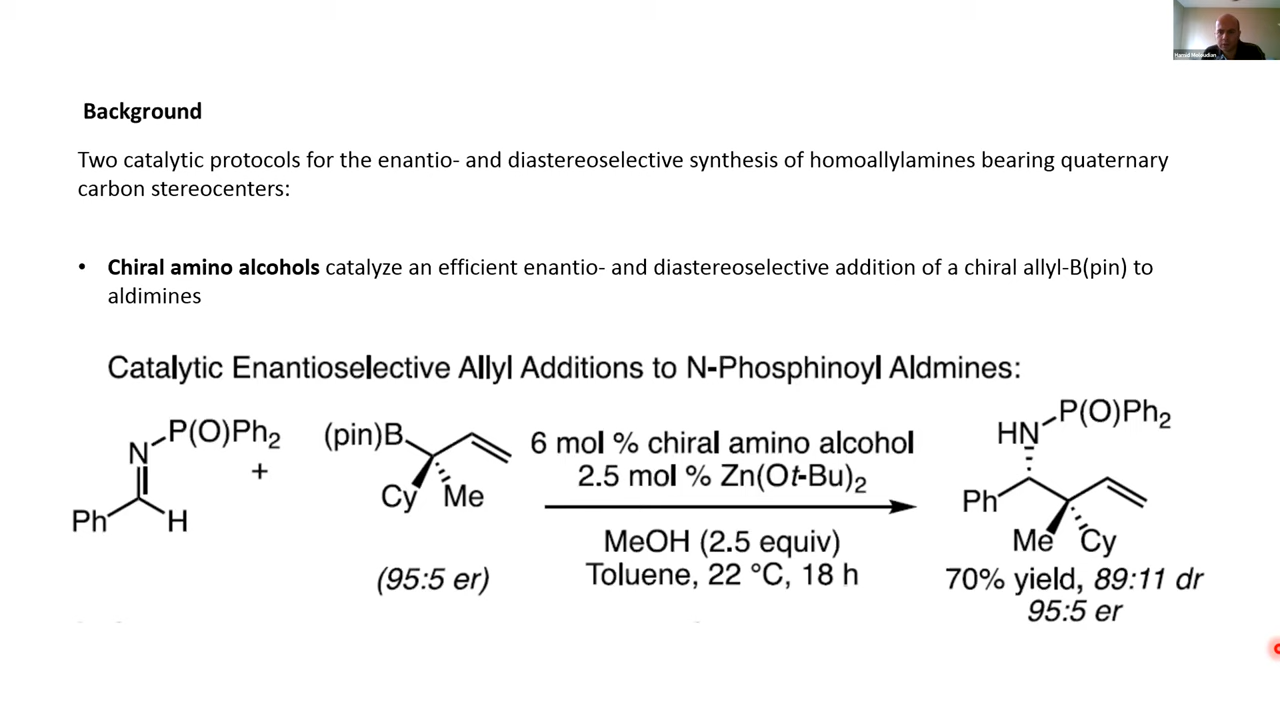 Hamid Meloudian
Background
Two catalytic protocols for the enantio- and diastereoselective synthesis of homoallylamines bearing quaternary
carbon stereocenters:
• Chiral amino alcohols catalyze an efficient enantio- and diastereoselective addition of a chiral allyl-B(pin) to
aldimines
Catalytic Enantioselective Allyl Additions to N-Phosphinoyl Aldmines:
N P(O)Ph₂
Ph H
+
(pin)B
Cy Me
(95:5 er)
6 mol % chiral amino alcohol
2.5 mol % Zn(Ot-Bu)₂
MeOH (2.5 equiv)
Toluene, 22 °C, 18 h
HN P(O)Ph₂
Ph
Me Cy
70% yield, 89:11 dr
95:5 er